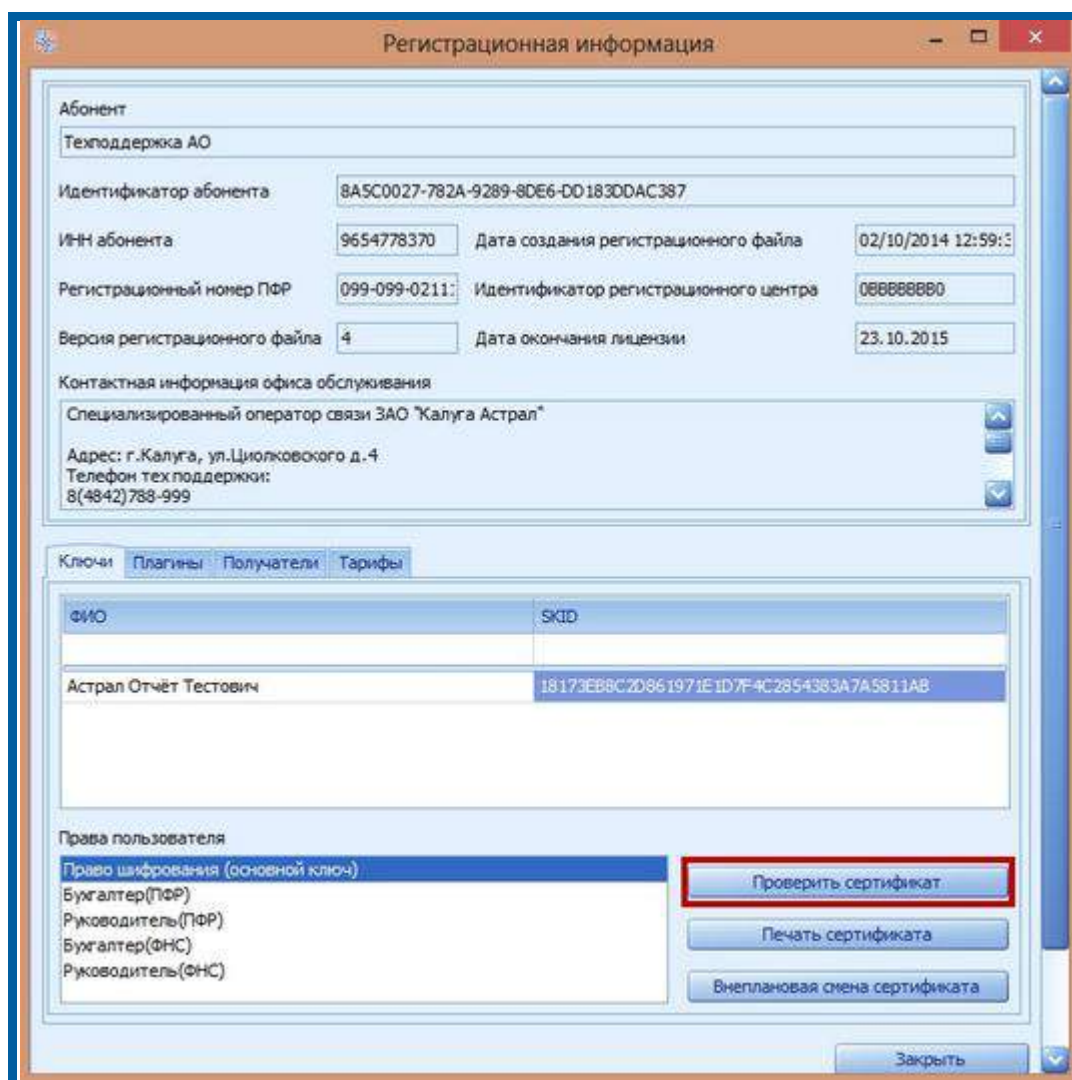 Регистрационная информация
Абонент
Техподдержка АО
Идентификатор абонента 8A5C0027-782A-9289-8DE6-DD183DDAC387
ИНН абонента 9654778370 Дата создания регистрационного файла 02/10/2014 12:59:3
Регистрационный номер ПФР 099-099-0211 Идентификатор регистрационного центра 0BBBBBBBB0
Версия регистрационного файла 4 Дата окончания лицензии 23.10.2015
Контактная информация офиса обслуживания
Специализированный оператор связи ЗАО "Калуга Астрал"
Адрес: г.Калуга, ул.Циолковского д.4
Телефон тех поддержки:
8(4842)788-999
Ключи Плагины Получатели Тарифы
ФИО SKID
Астрал Отчёт Тестович 18173EB8C2D861971E1D7F4C2854383A7A5811AB
Права пользователя
Право шифрования (основной ключ)
Бухгалтер(ПФР)
Руководитель(ПФР)
Бухгалтер(ФНС)
Руководитель(ФНС)
Проверить сертификат
Печать сертификата
Внеплановая смена сертификата
Закрыть